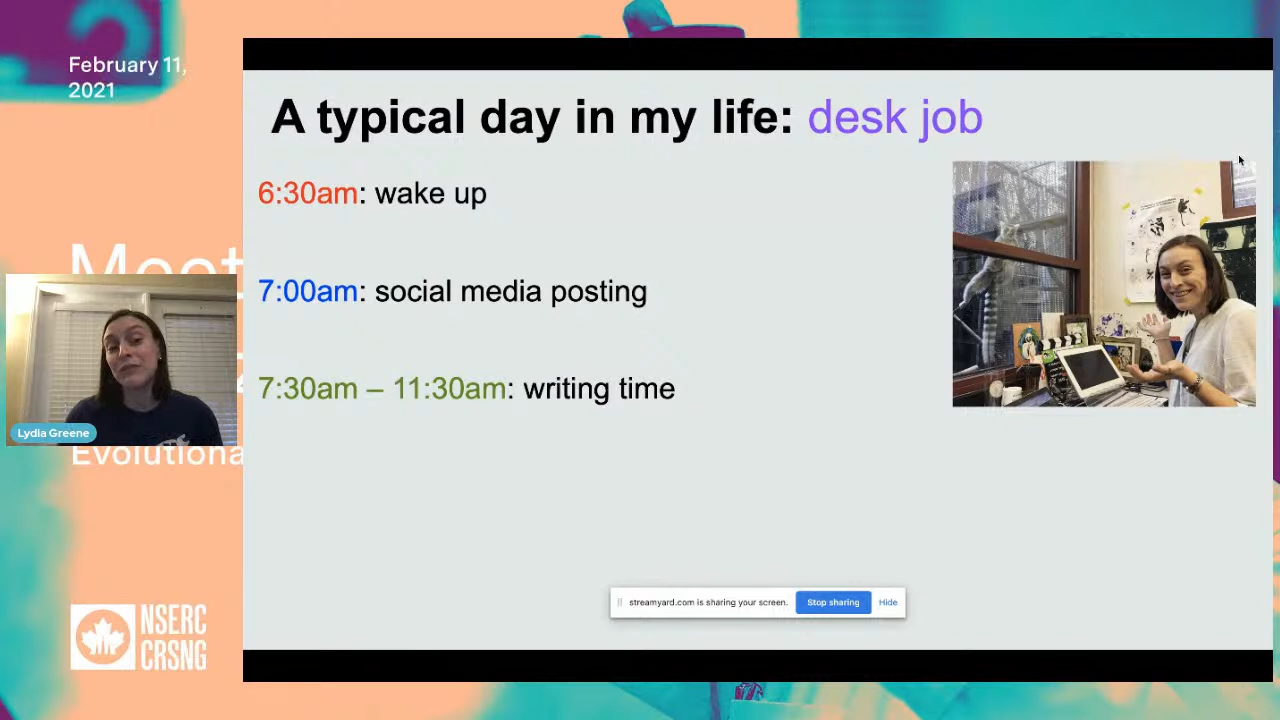 February 11,
2021
A typical day in my life: desk job
6:30am: wake up
7:00am: social media posting
7:30am – 11:30am: writing time
Lydia Greene
Evolutiona
streamyard.com is sharing your screen.
Stop sharing
Hide
NSERC
CRSNG